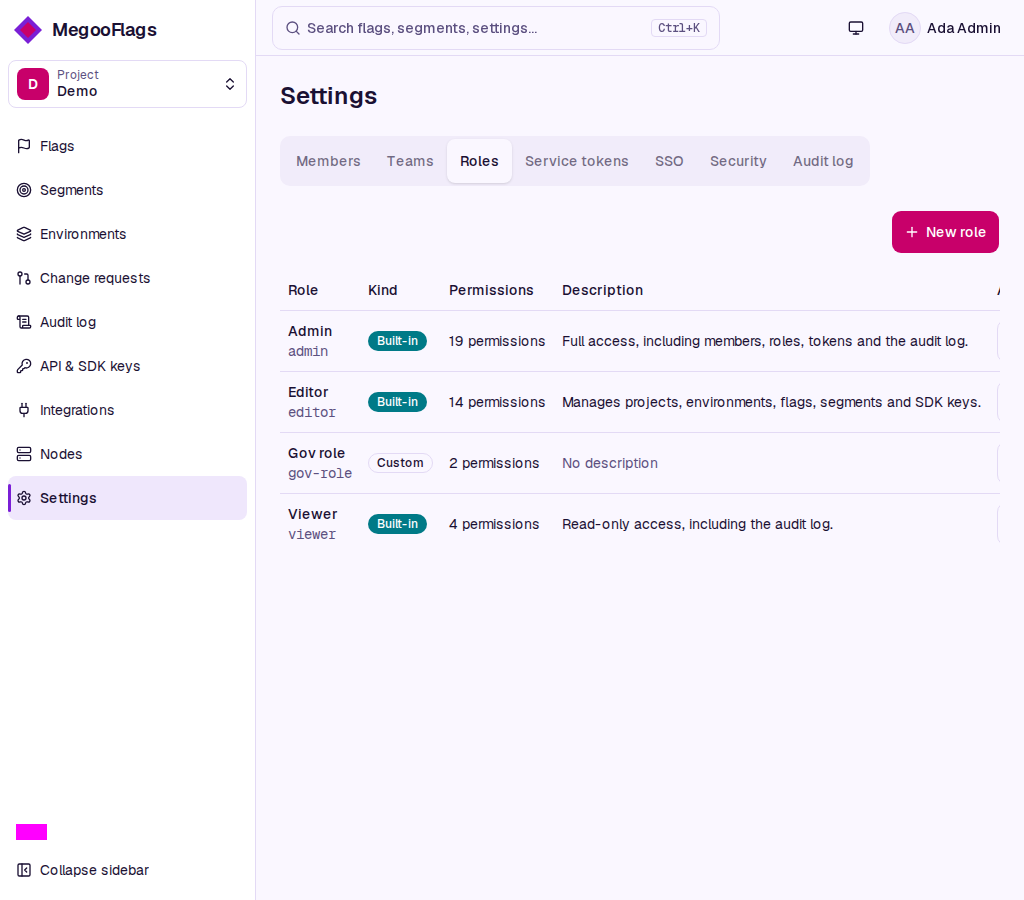 MegooFlags
Search flags, segments, settings...
Ctrl+K
AA
Ada Admin
D
Project
Demo
Flags
Segments
Environments
Change requests
Audit log
API & SDK keys
Integrations
Nodes
Settings
Collapse sidebar
Settings
Members Teams Roles Service tokens SSO Security Audit log
New role
Role Kind Permissions Description
Admin
admin
Built-in 19 permissions Full access, including members, roles, tokens and the audit log.
Editor
editor
Built-in 14 permissions Manages projects, environments, flags, segments and SDK keys.
Gov role
gov-role
Custom 2 permissions No description
Viewer
viewer
Built-in 4 permissions Read-only access, including the audit log.